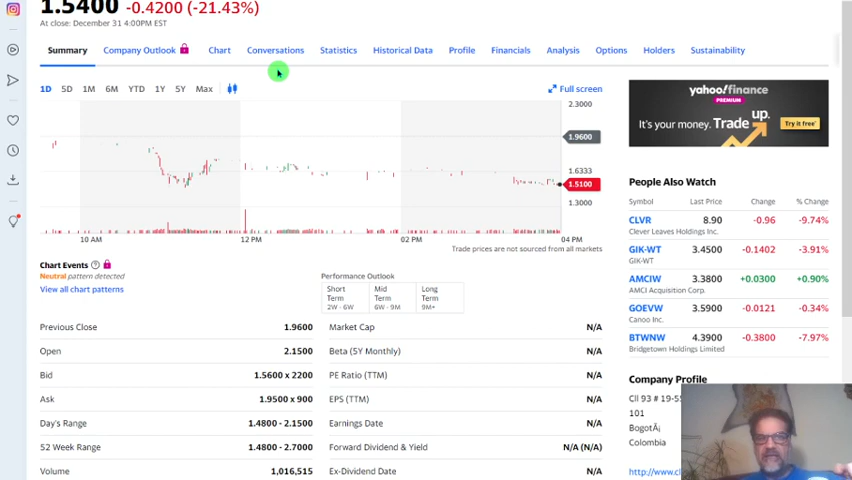 1.5400 -0.4200 (-21.43%)
At close: December 31 4:00PM EST
Summary Company Outlook Chart Conversations Statistics Historical Data Profile Financials Analysis Options Holders Sustainability
1D 5D 1M 6M YTD 1Y 5Y Max Full screen
2.3000
1.9600
1.6333
1.5100
1.3000
10 AM 12 PM 02 PM 04 PM
Trade prices are not sourced from all markets
Chart Events
Neutral pattern detected
View all chart patterns
Performance Outlook
Short Term 2W - 6W
Mid Term 6W - 9M
Long Term 9M+
Previous Close 1.9600
Open 2.1500
Bid 1.5600 x 2200
Ask 1.9500 x 900
Day's Range 1.4800 - 2.1500
52 Week Range 1.4800 - 2.7000
Volume 1,016,515
Market Cap N/A
Beta (5Y Monthly) N/A
PE Ratio (TTM) N/A
EPS (TTM) N/A
Earnings Date N/A
Forward Dividend & Yield N/A (N/A)
Ex-Dividend Date N/A
yahoo!finance
PREMIUM
It's your money. Trade up.
Try it free*
People Also Watch
Symbol Last Price Change % Change
CLVR 8.90 -0.96 -9.74%
Clever Leaves Holdings Inc.
GIK-WT 3.4500 -0.1402 -3.91%
GIK-WT
AMCIW 3.3800 +0.0300 +0.90%
AMCI Acquisition Corp.
GOEVW 3.5900 -0.0121 -0.34%
Canoo Inc.
BTWNW 4.3900 -0.3800 -7.97%
Bridgetown Holdings Limited
Company Profile
Cll 93 # 19-55
101
BogotÃ¡
Colombia
http://www.cl